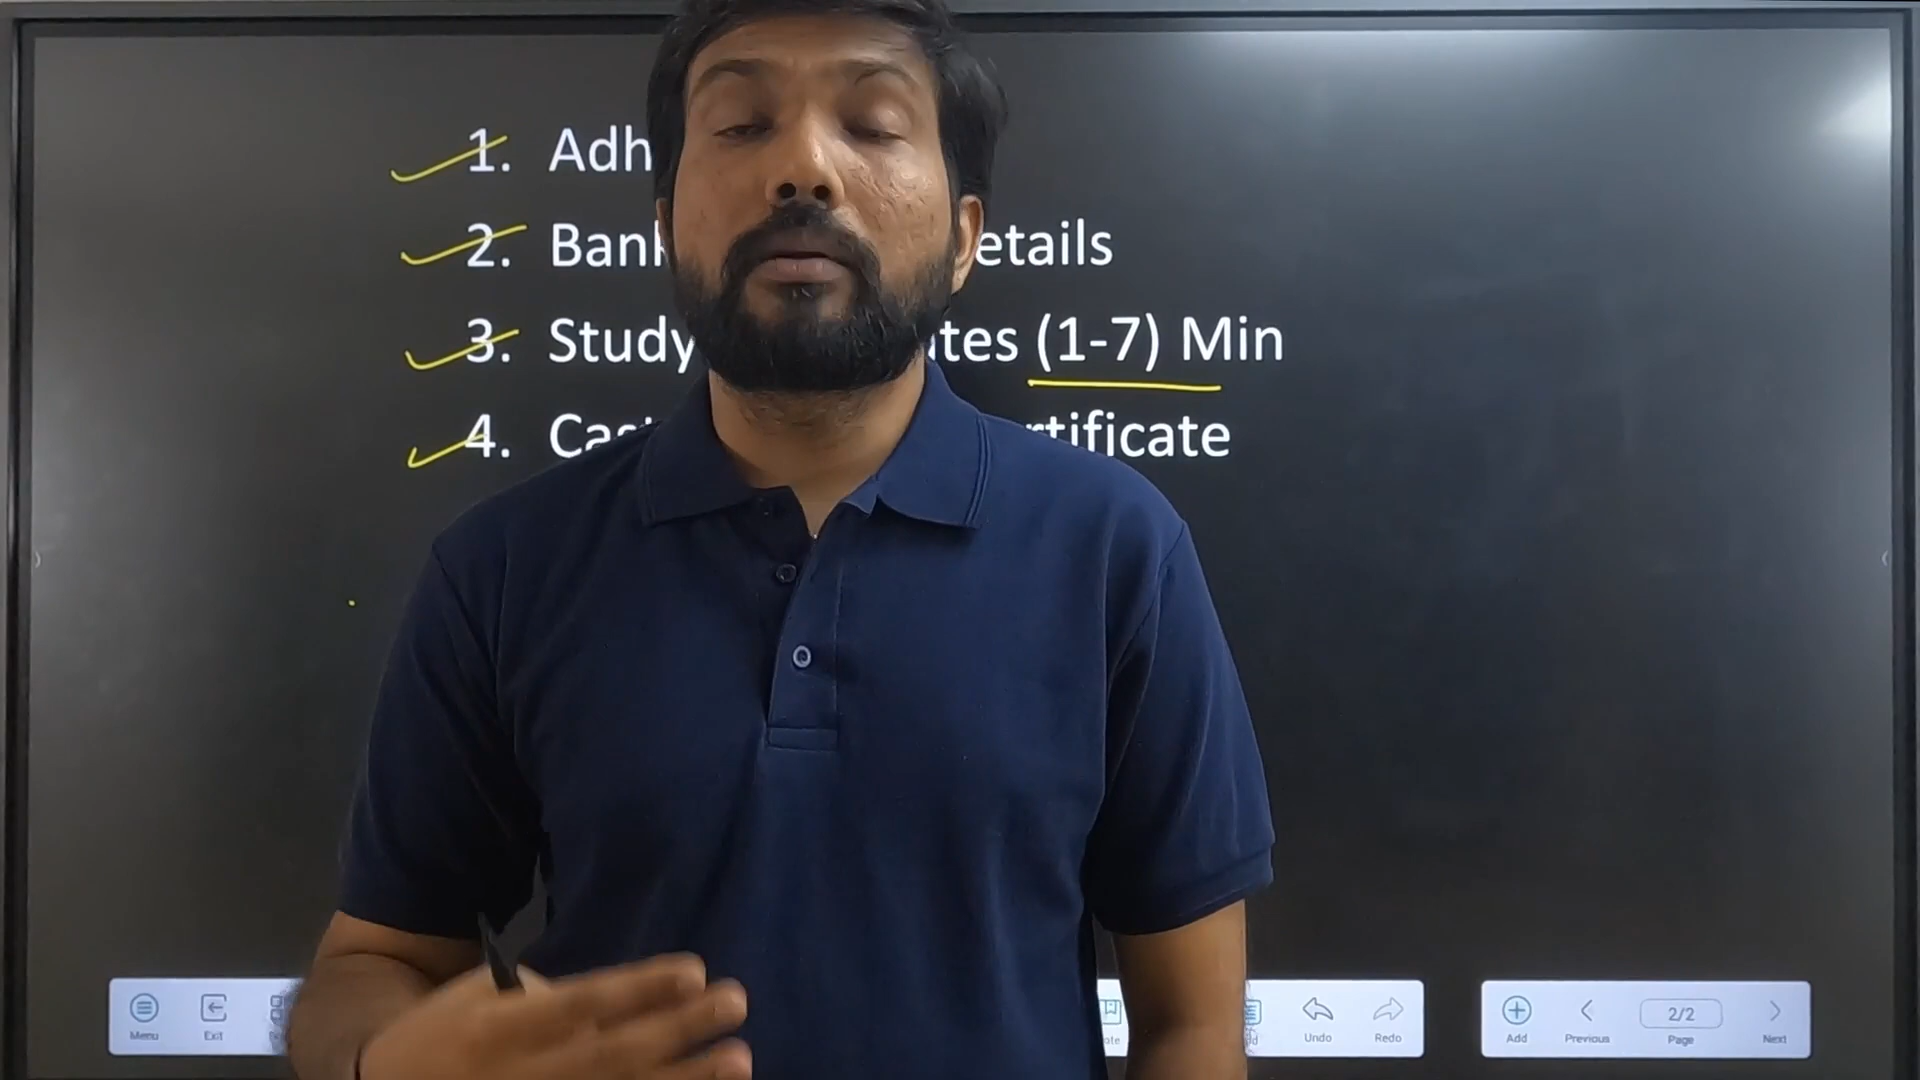 1. Adh
2. Bank etails
3. Study tes (1-7) Min
4. Cas rtificate
Menu Exit Undo Redo Add Previous 2/2 Page Next